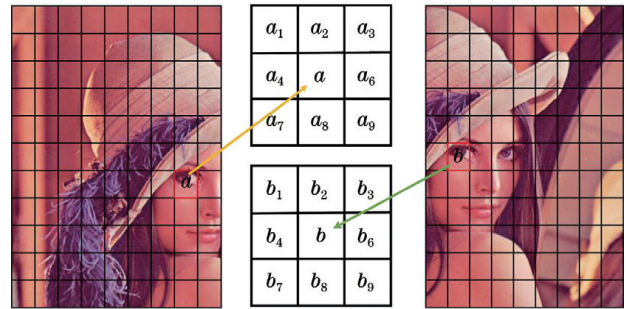 a
a₁ a₂ a₃
a₄ a a₆
a₇ a₈ a₉
b₁ b₂ b₃
b₄ b b₆
b₇ b₈ b₉
b